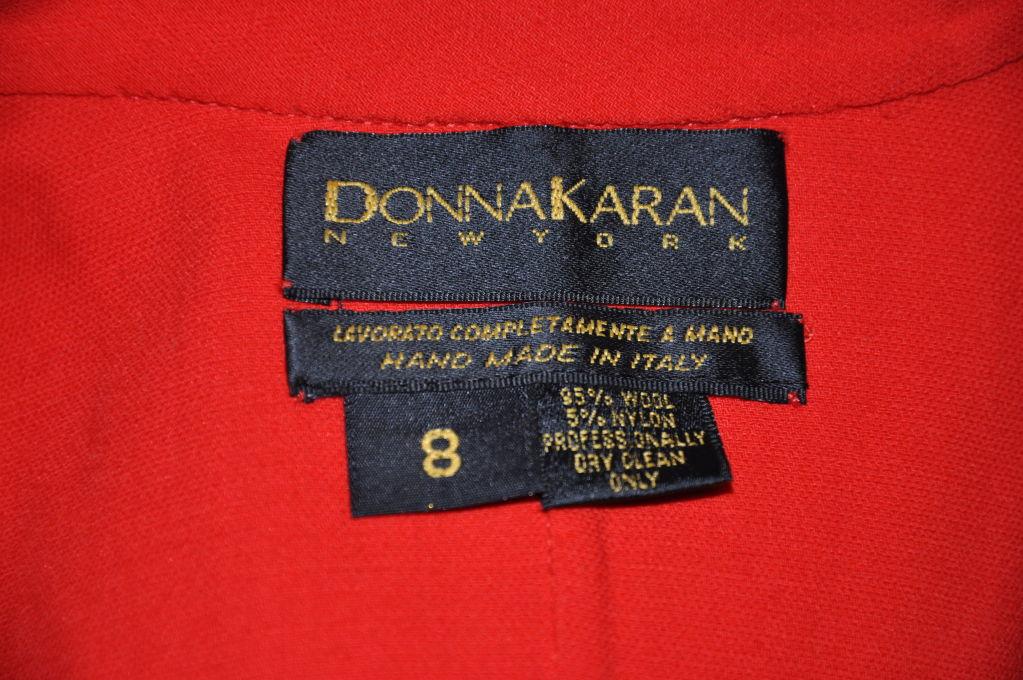 DONNAKARAN
NEW YORK
LAVORATO COMPLETAMENTE A MANO
HAND MADE IN ITALY
8
95% WOOL
5% NYLON
PROFESSIONALLY
DRY CLEAN
ONLY